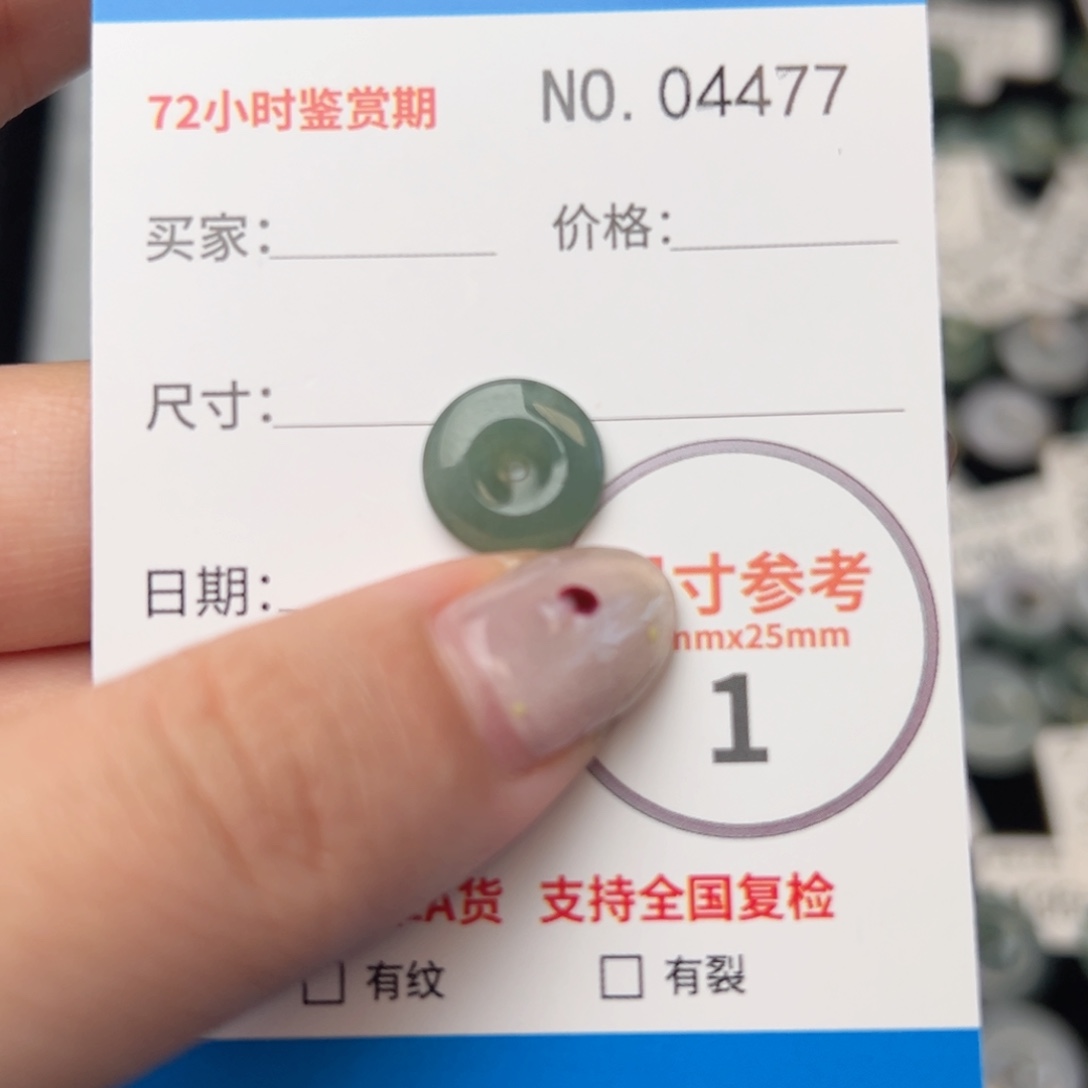 72小时鉴赏期 NO. 04477
买家： 价格：
尺寸：
日期：
寸参考
mmx25mm
1
A货 支持全国复检
□ 有纹 □ 有裂